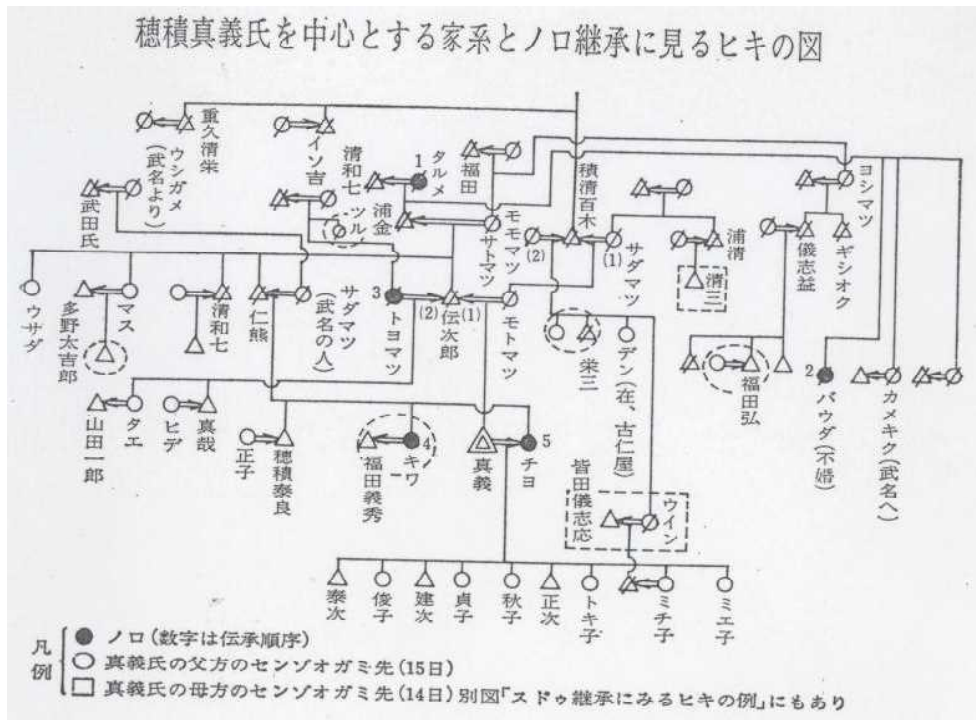 穂積真義氏を中心とする家系とノロ継承に見るヒキの図
重久清栄
ウシガメ
(武名より)
武田氏
イソ吉
清和七
ツル
1
タルメ
浦金
福田
モモマツ
サトマツ
積清百木
(2)
(1)
サダマツ
浦清
清三
ヨシマツ
儀志益
ギシオク
ウサダ
多野太吉郎
マス
清和七
仁熊
サダマツ
(武名の人)
3
トヨマツ
(2)
伝次郎
(1)
モトマツ
栄三
デン(在、古仁屋)
福田弘
2
バウダ(不婚)
カメキク(武名へ)
山田一郎
タエ
ヒデ
真哉
正子
穂積泰良
福田義秀
4
キワ
真義
5
チヨ
皆田儀志応
ウイン
泰次
俊子
建次
貞子
秋子
正次
トキ子
ミチ子
ミエ子
凡例
ノロ(数字は伝承順序)
真義氏の父方のセンゾオガミ先(15日)
真義氏の母方のセンゾオガミ先(14日)別図「スドゥ継承にみるヒキの例」にもあり